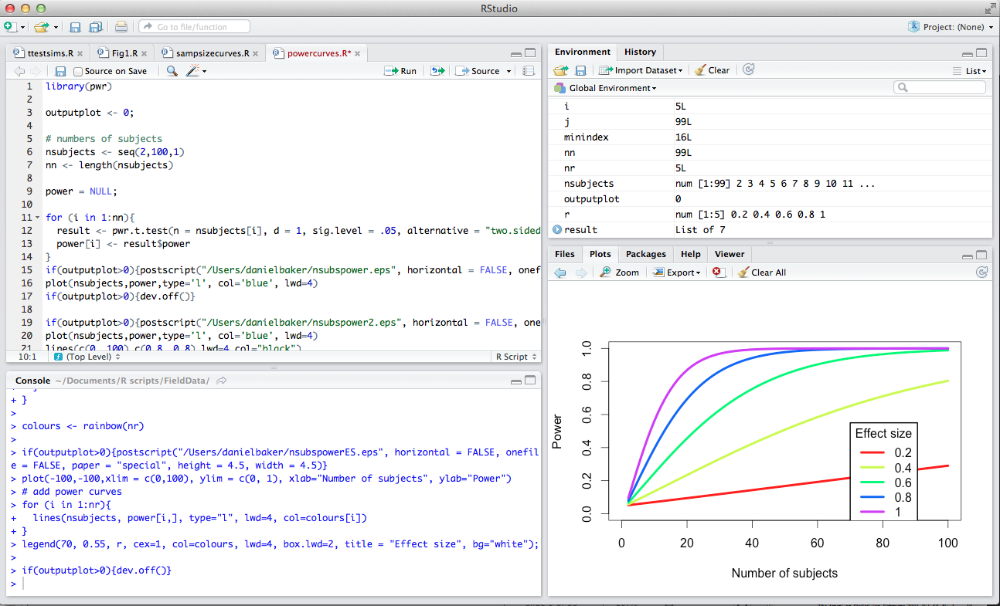 RStudio
Go to file/function
Project: (None)
ttestsims.R
Fig1.R
sampsizecurves.R
powercurves.R*
Source on Save
Run
Source
1 library(pwr)
2
3 outputplot <- 0;
4
5 # numbers of subjects
6 nsubjects <- seq(2,100,1)
7 nn <- length(nsubjects)
8
9 power = NULL;
10
11 for (i in 1:nn){
12 result <- pwr.t.test(n = nsubjects[i], d = 1, sig.level = .05, alternative = "two.sided
13 power[i] <- result$power
14 }
15 if(outputplot>0){postscript("/Users/danielbaker/nsubspower.eps", horizontal = FALSE, onef
16 plot(nsubjects,power,type='l', col='blue', lwd=4)
17 if(outputplot>0){dev.off()}
18
19 if(outputplot>0){postscript("/Users/danielbaker/nsubspower2.eps", horizontal = FALSE, one
20 plot(nsubjects,power,type='l', col='blue', lwd=4)
21 lines(c(0, 100),c(0.8, 0.8),lwd=4,col="black")
10:1 (Top Level) R Script
Console ~/Documents/R scripts/FieldData/
+ }
>
> colours <- rainbow(nr)
>
> if(outputplot>0){postscript("/Users/danielbaker/nsubspowerES.eps", horizontal = FALSE, onefil
e = FALSE, paper = "special", height = 4.5, width = 4.5)}
> plot(-100,-100,xlim = c(0,100), ylim = c(0, 1), xlab="Number of subjects", ylab="Power")
> # add power curves
> for (i in 1:nr){
+ lines(nsubjects, power[i,], type="l", lwd=4, col=colours[i])
+ }
> legend(70, 0.55, r, cex=1, col=colours, lwd=4, box.lwd=2, title = "Effect size", bg="white");
>
> if(outputplot>0){dev.off()}
>
Environment History
Import Dataset Clear List
Global Environment
i 5L
j 99L
minindex 16L
nn 99L
nr 5L
nsubjects num [1:99] 2 3 4 5 6 7 8 9 10 11 ...
outputplot 0
r num [1:5] 0.2 0.4 0.6 0.8 1
result List of 7
Files Plots Packages Help Viewer
Zoom Export Clear All
Power
1.0
0.8
0.6
0.4
0.2
0.0
Effect size
0.2
0.4
0.6
0.8
1
0 20 40 60 80 100
Number of subjects